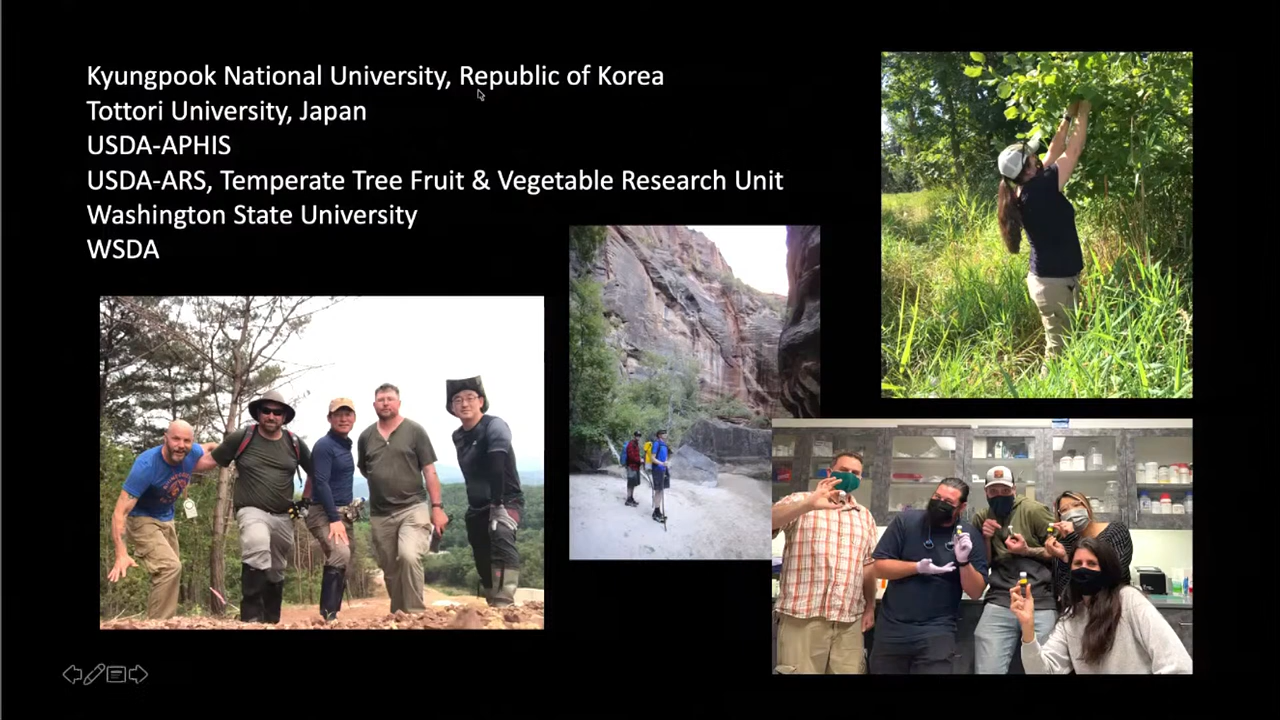 Kyungpook National University, Republic of Korea
Tottori University, Japan
USDA-APHIS
USDA-ARS, Temperate Tree Fruit & Vegetable Research Unit
Washington State University
WSDA